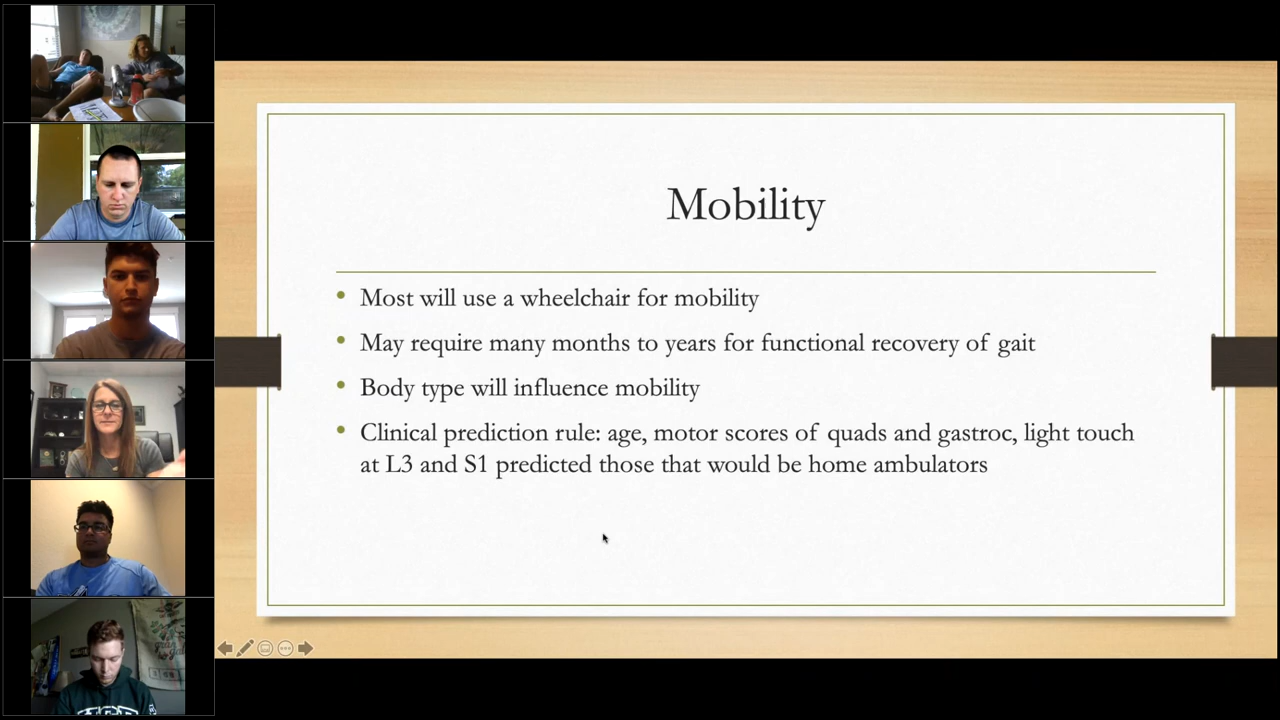 Mobility
• Most will use a wheelchair for mobility
• May require many months to years for functional recovery of gait
• Body type will influence mobility
• Clinical prediction rule: age, motor scores of quads and gastroc, light touch
at L3 and S1 predicted those that would be home ambulators